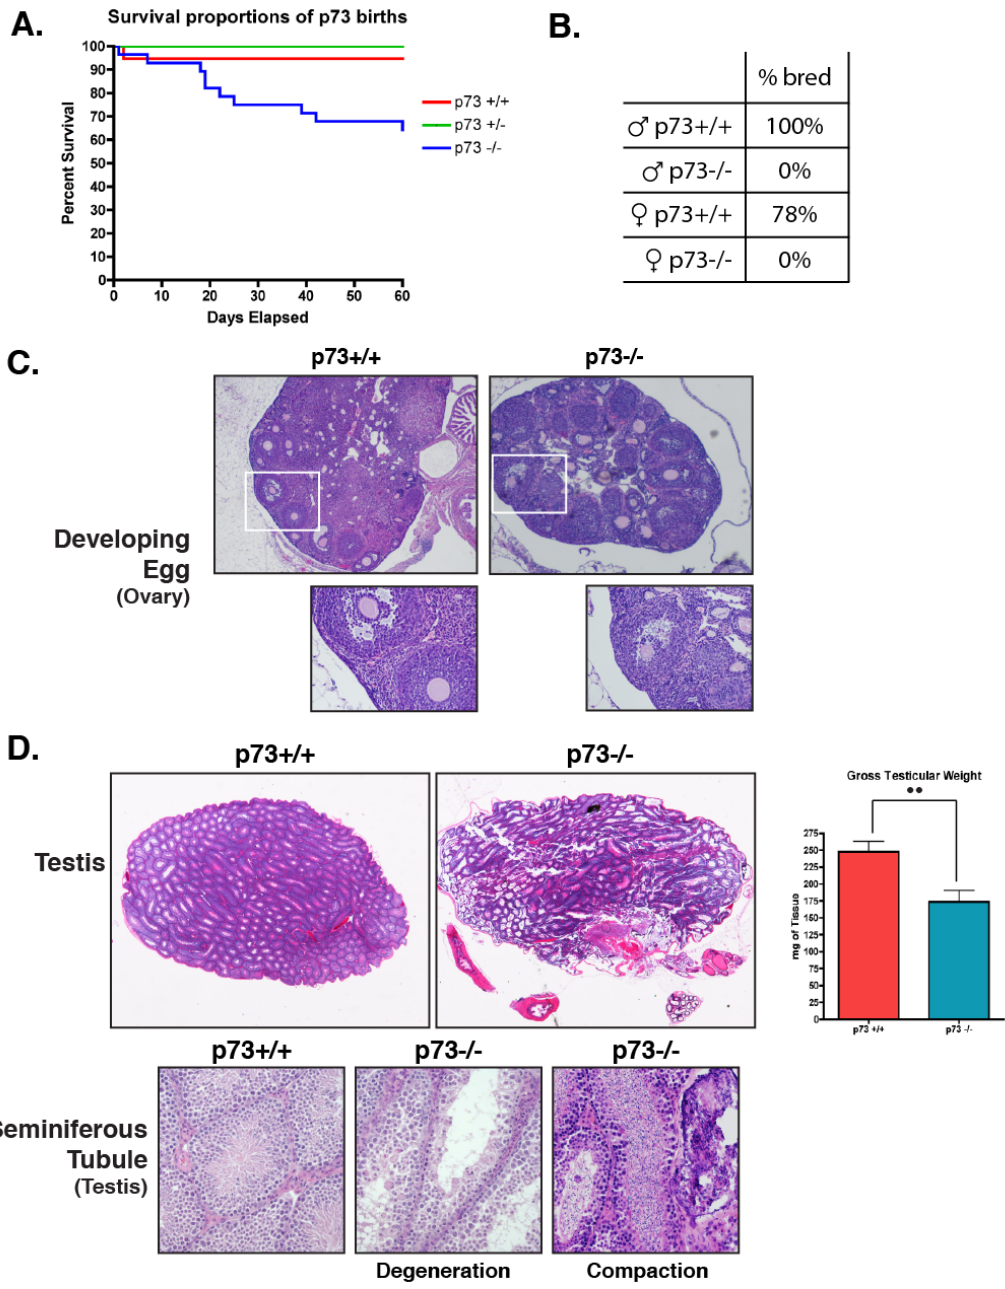 A.
Survival proportions of p73 births
100
90
80
70
60
50
40
30
20
10
0
Percent Survival
0 10 20 30 40 50 60
Days Elapsed
p73 +/+
p73 +/-
p73 -/-
B.
% bred
♂ p73+/+ 100%
♂ p73-/- 0%
♀ p73+/+ 78%
♀ p73-/- 0%
C.
p73+/+ p73-/-
Developing
Egg
(Ovary)
D.
p73+/+ p73-/-
Testis
Gross Testicular Weight
••
275
250
225
200
175
150
125
100
75
50
25
0
mg of Tissue
p73 +/+ p73 -/-
p73+/+ p73-/- p73-/-
Seminiferous
Tubule
(Testis)
Degeneration Compaction